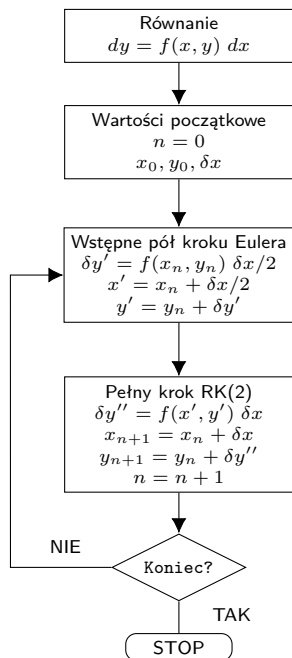 Równanie
dy = f(x, y) dx
Wartości początkowe
n = 0
x₀, y₀, δx
Wstępne pół kroku Eulera
δy′ = f(xₙ, yₙ) δx/2
x′ = xₙ + δx/2
y′ = yₙ + δy′
Pełny krok RK(2)
δy′′ = f(x′, y′) δx
xₙ₊₁ = xₙ + δx
yₙ₊₁ = yₙ + δy′′
n = n + 1
NIE
Koniec?
TAK
STOP